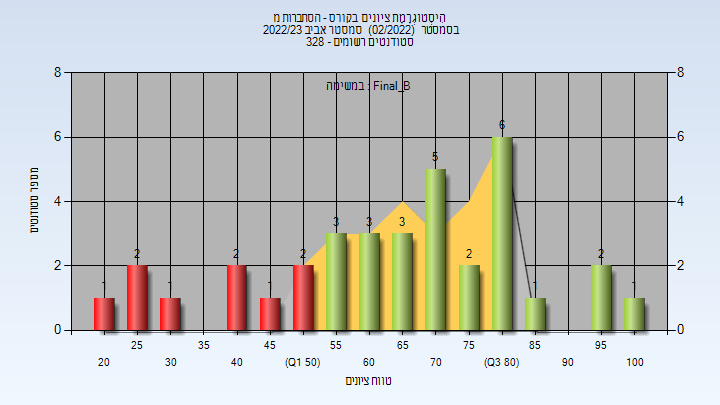 היסטוגרמת ציונים בקורס - הסתברות מ
בסמסטר (02/2022) סמסטר אביב 2022/23
סטודנטים רשומים - 328
במשימה : Final_B
8 8
6 6
4 4
2 2
0 0
מספר סטודנטים
1 2 1 2 1 2 3 3 3 5 2 6 1 2 1
25 35 45 55 65 75 85 95
20 30 40 (Q1 50) 60 70 (Q3 80) 90 100
טווח ציונים